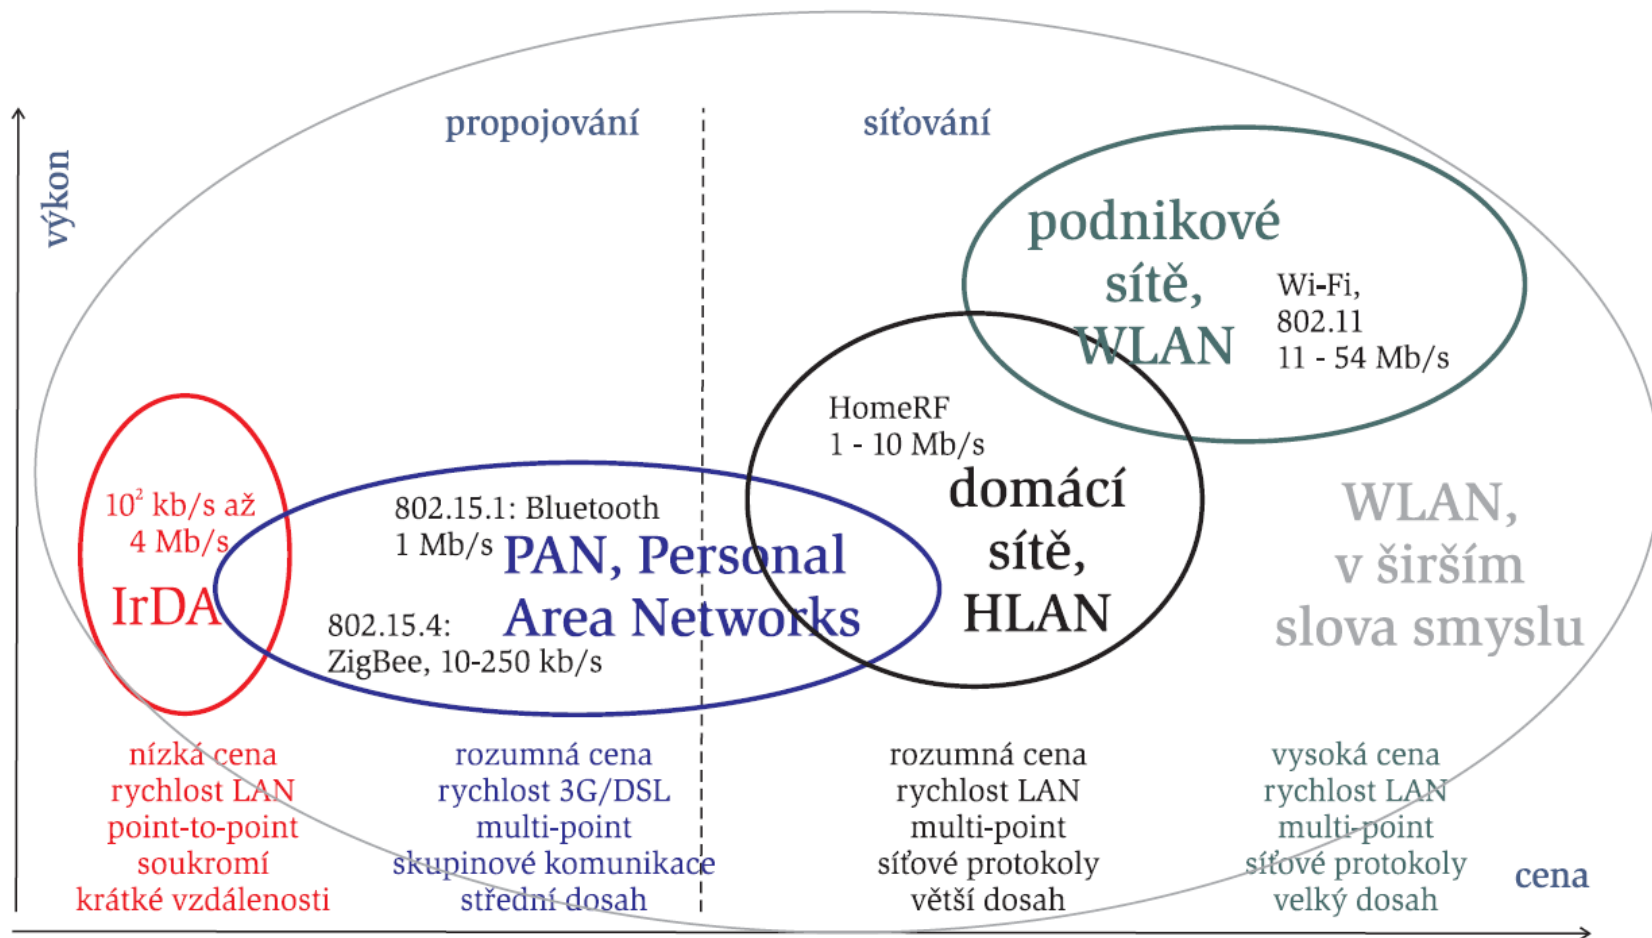 propojování
síťování
výkon
podnikové
sítě,
WLAN
Wi-Fi,
802.11
11 - 54 Mb/s
HomeRF
1 - 10 Mb/s
domácí
sítě,
HLAN
10² kb/s až
4 Mb/s
IrDA
802.15.1: Bluetooth
1 Mb/s
PAN, Personal
Area Networks
802.15.4:
ZigBee, 10-250 kb/s
WLAN,
v širším
slova smyslu
nízká cena
rychlost LAN
point-to-point
soukromí
krátké vzdálenosti
rozumná cena
rychlost 3G/DSL
multi-point
skupinové komunikace
střední dosah
rozumná cena
rychlost LAN
multi-point
síťové protokoly
větší dosah
vysoká cena
rychlost LAN
multi-point
síťové protokoly
velký dosah
cena